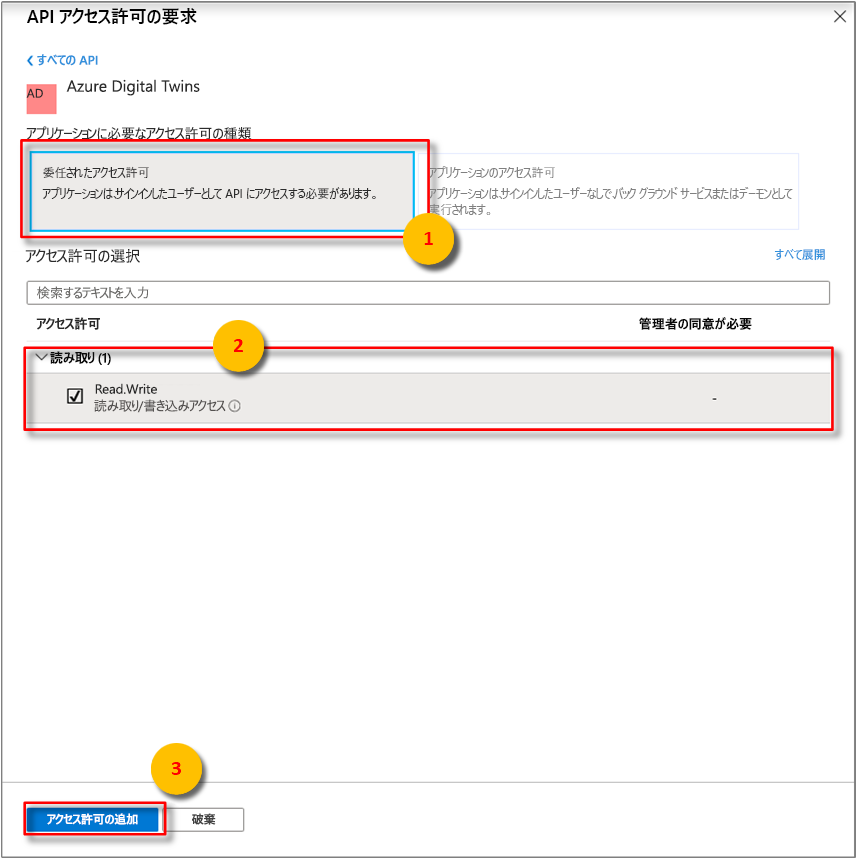 API アクセス許可の要求
すべての API
AD
Azure Digital Twins
アプリケーションに必要なアクセス許可の種類
委任されたアクセス許可
アプリケーションは、サインインしたユーザーとして API にアクセスする必要があります。
アプリケーションのアクセス許可
アプリケーションは、サインインしたユーザーなしで、バック グラウンド サービスまたはデーモンとして
実行されます。
1
アクセス許可の選択
すべて展開
検索するテキストを入力
アクセス許可
管理者の同意が必要
2
読み取り (1)
Read.Write
読み取り/書き込みアクセス
-
3
アクセス許可の追加
破棄